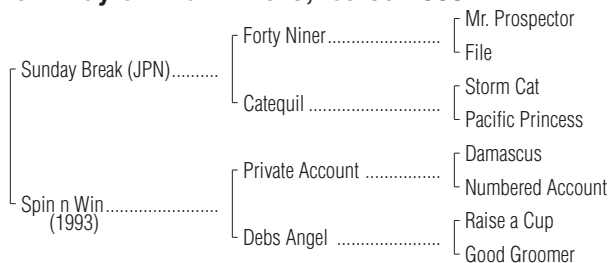 Mr. Prospector
Forty Niner
File
Sunday Break (JPN)
Storm Cat
Catequil
Pacific Princess
Damascus
Private Account
Numbered Account
Spin n Win
(1993)
Raise a Cup
Debs Angel
Good Groomer